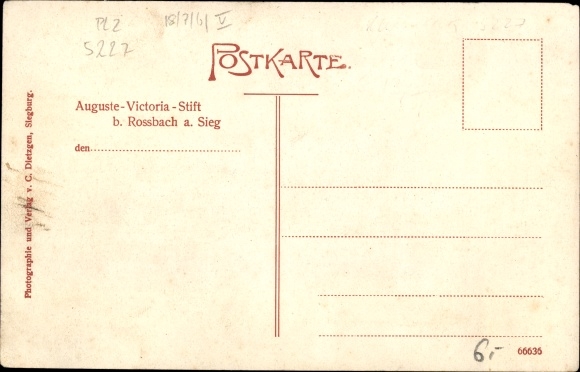 PLZ
5227
18/7/61 V
POSTKARTE.
Auguste-Victoria-Stift
b. Rossbach a. Sieg
den
Photographie und Verlag v. C. Dietzgen, Siegburg.
6,-
66636